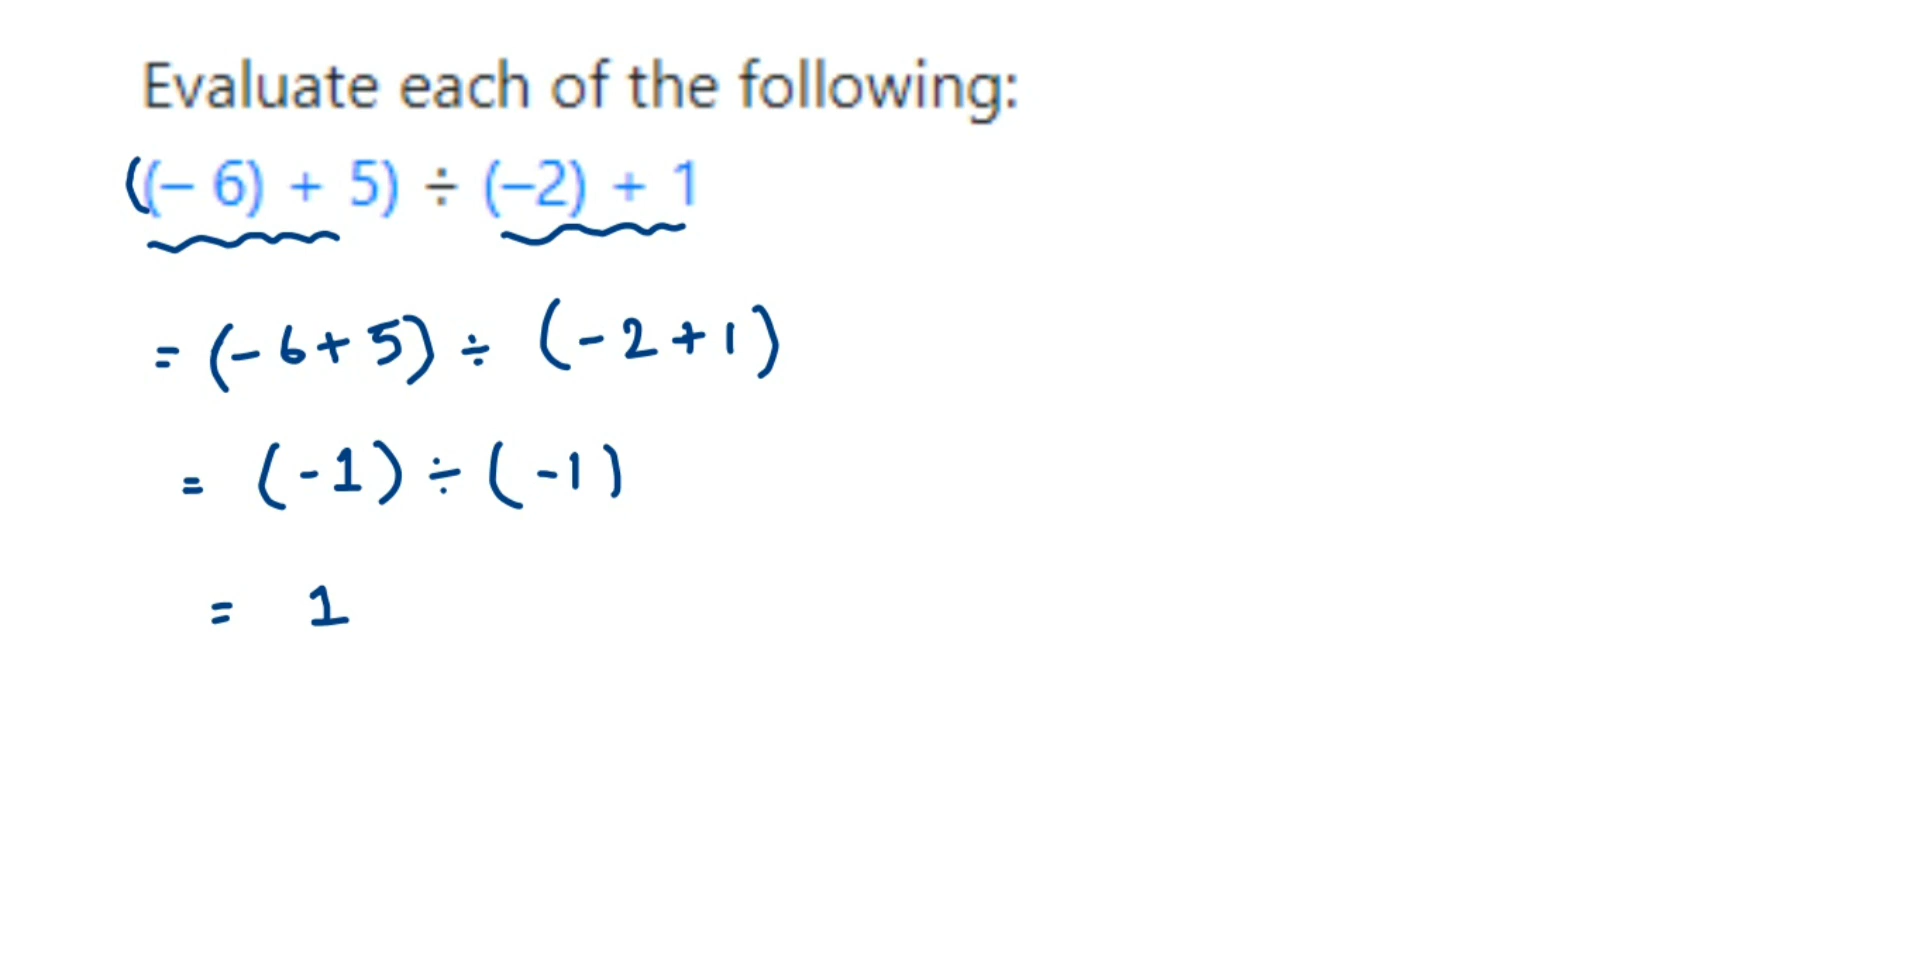 Evaluate each of the following:
((– 6) + 5) ÷ (–2) + 1
= (- 6 + 5) ÷ (- 2 + 1)
= (-1) ÷ (-1)
= 1